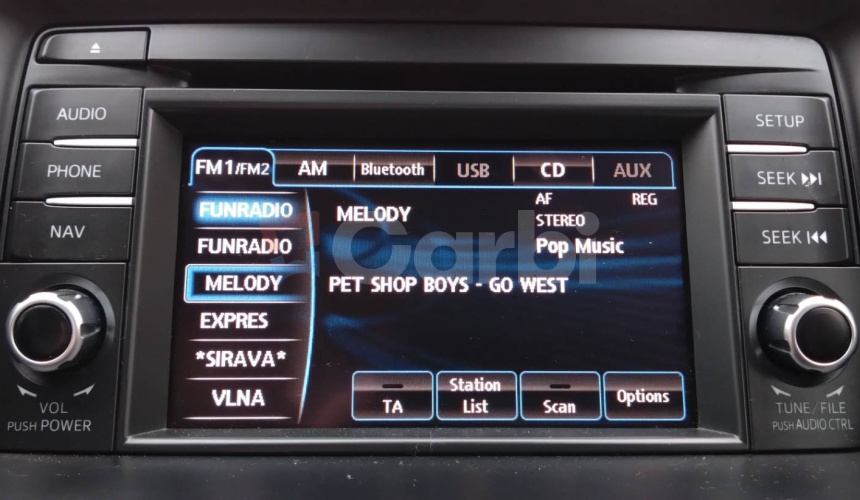 AUDIO
PHONE
NAV
VOL
PUSH POWER
FM1/FM2
AM
Bluetooth
USB
CD
AUX
FUNRADIO
FUNRADIO
MELODY
EXPRES
*SIRAVA*
VLNA
MELODY
AF
REG
STEREO
Pop Music
PET SHOP BOYS - GO WEST
TA
Station
List
Scan
Options
SETUP
SEEK
SEEK
TUNE/FILE
PUSH AUDIO CTRL
Carbi